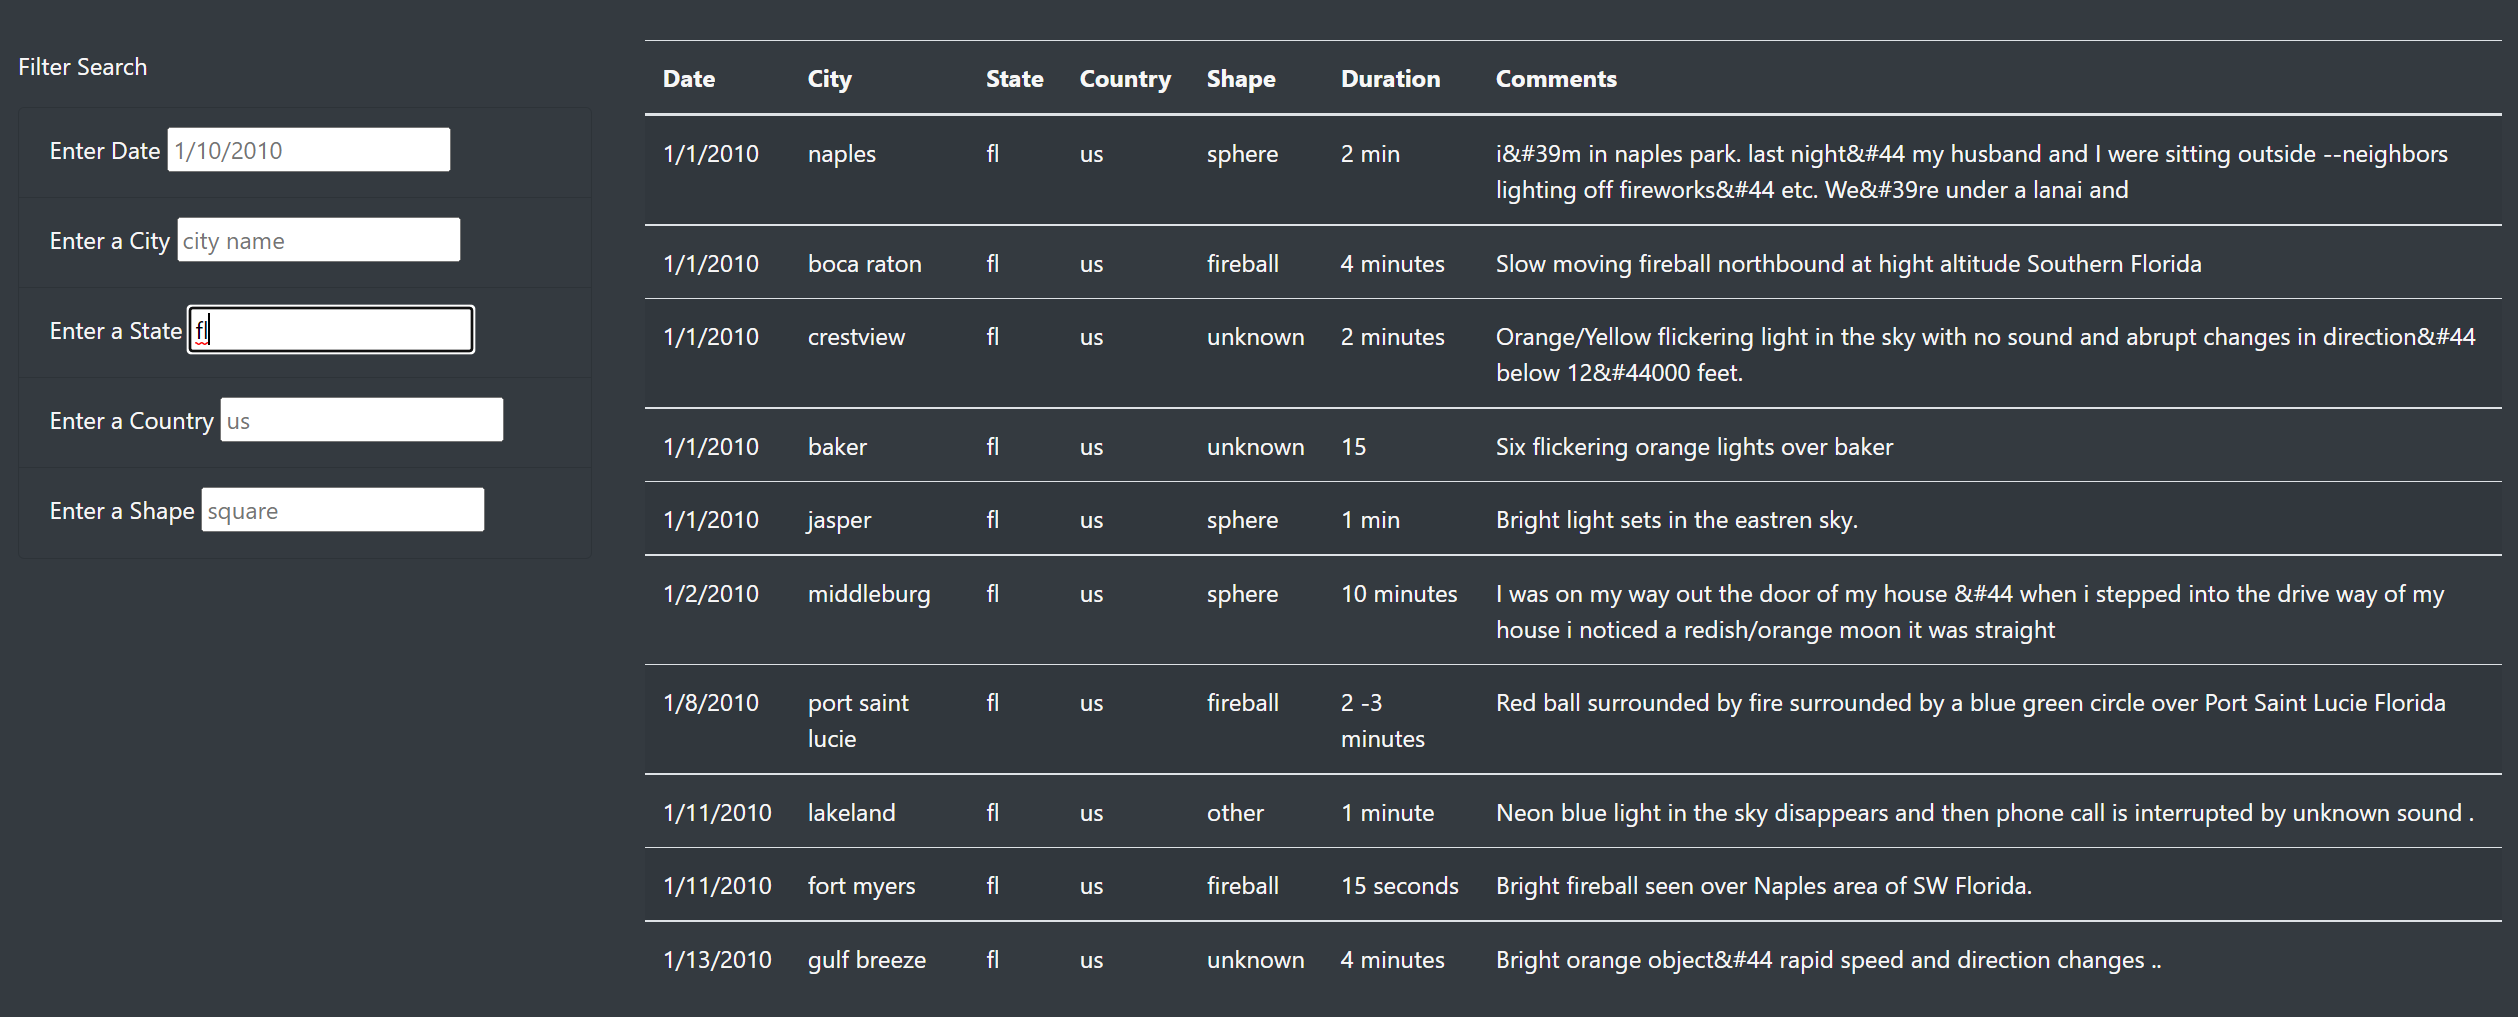 Filter Search
Enter Date 1/10/2010
Enter a City city name
Enter a State fl
Enter a Country us
Enter a Shape square
Date City State Country Shape Duration Comments
1/1/2010 naples fl us sphere 2 min i&#39m in naples park. last night&#44 my husband and I were sitting outside --neighbors
lighting off fireworks&#44 etc. We&#39re under a lanai and
1/1/2010 boca raton fl us fireball 4 minutes Slow moving fireball northbound at hight altitude Southern Florida
1/1/2010 crestview fl us unknown 2 minutes Orange/Yellow flickering light in the sky with no sound and abrupt changes in direction&#44
below 12&#44000 feet.
1/1/2010 baker fl us unknown 15 Six flickering orange lights over baker
1/1/2010 jasper fl us sphere 1 min Bright light sets in the eastren sky.
1/2/2010 middleburg fl us sphere 10 minutes I was on my way out the door of my house &#44 when i stepped into the drive way of my
house i noticed a redish/orange moon it was straight
1/8/2010 port saint fl us fireball 2 -3 Red ball surrounded by fire surrounded by a blue green circle over Port Saint Lucie Florida
lucie minutes
1/11/2010 lakeland fl us other 1 minute Neon blue light in the sky disappears and then phone call is interrupted by unknown sound .
1/11/2010 fort myers fl us fireball 15 seconds Bright fireball seen over Naples area of SW Florida.
1/13/2010 gulf breeze fl us unknown 4 minutes Bright orange object&#44 rapid speed and direction changes ..